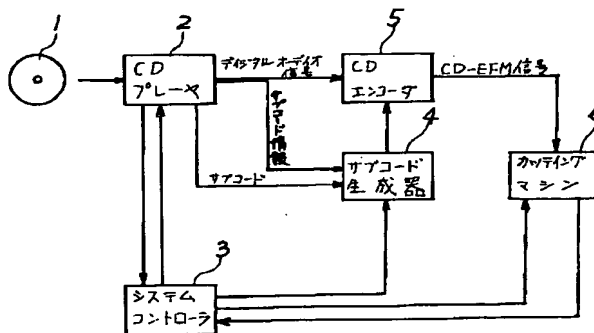 1
2
CD
プレーヤ
ディジタルオーディオ
信号
サブコード情報
サブコード
5
CD
エンコーダ
CD-EFM信号
4
サブコード
生成器
カッティング
マシン
3
システム
コントローラ